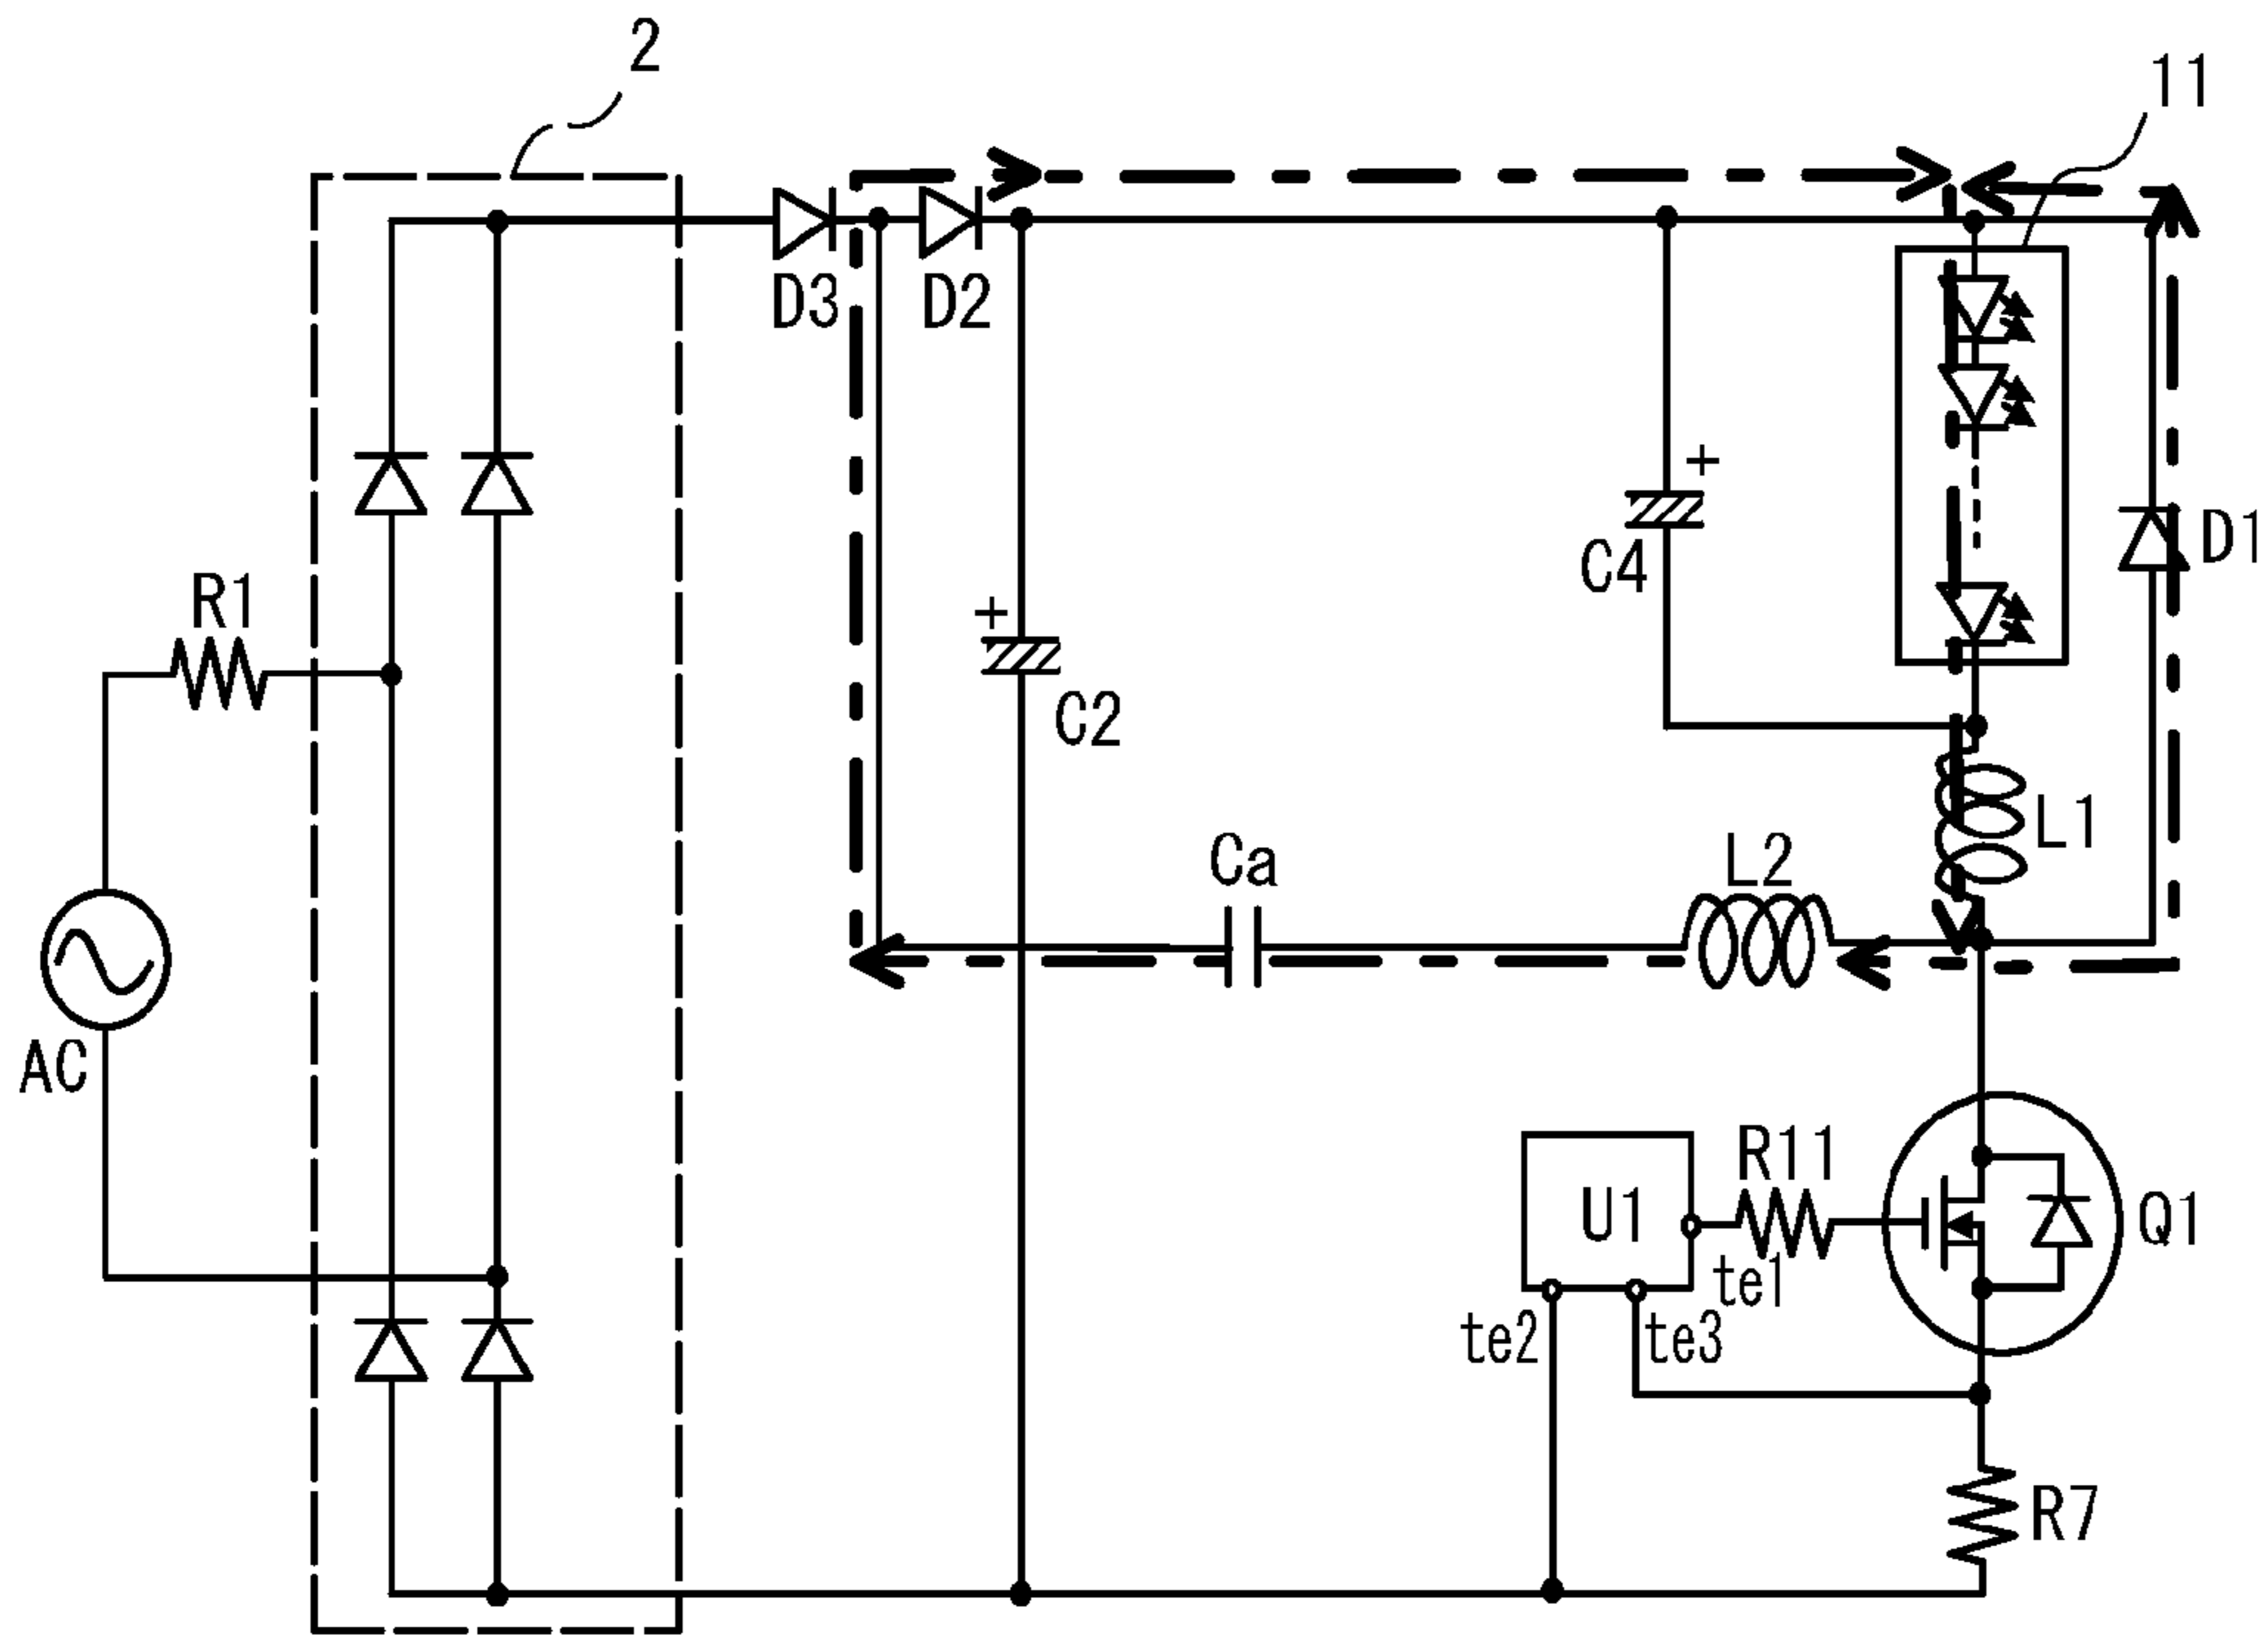 2
11
D3
D2
D1
R1
+
C4
+
C2
L1
Ca
L2
AC
R11
U1
Q1
te1
te2
te3
R7